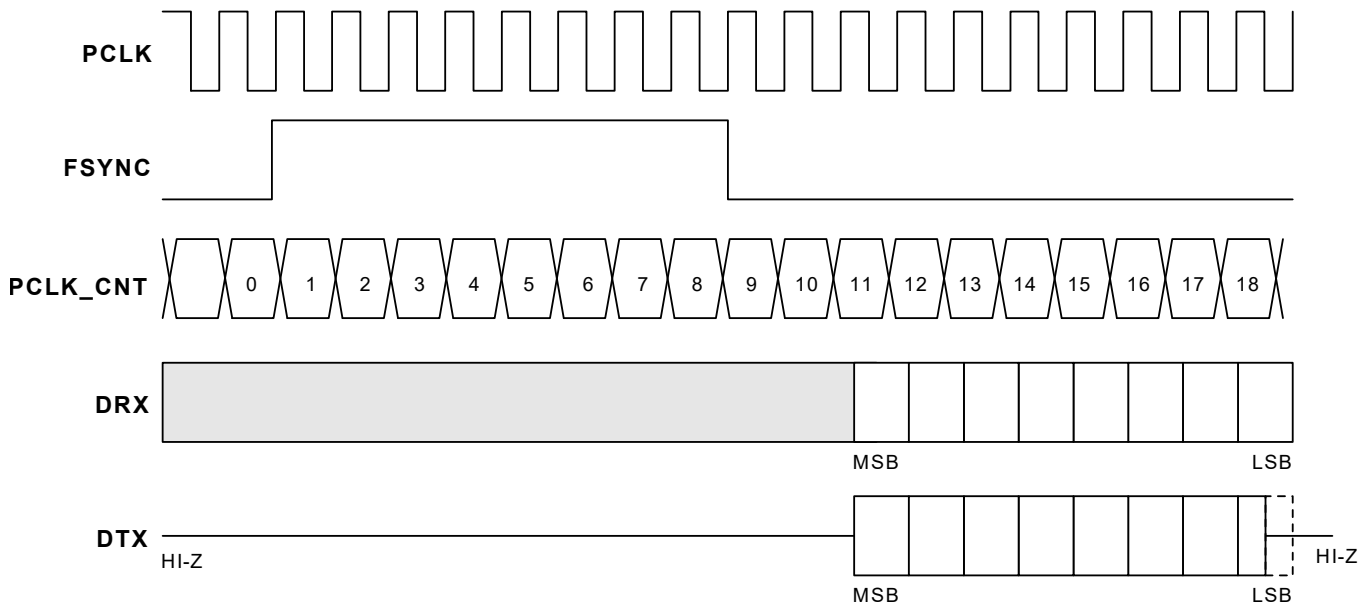 PCLK
FSYNC
PCLK_CNT 0 1 2 3 4 5 6 7 8 9 10 11 12 13 14 15 16 17 18
DRX
MSB LSB
DTX
HI-Z HI-Z
MSB LSB